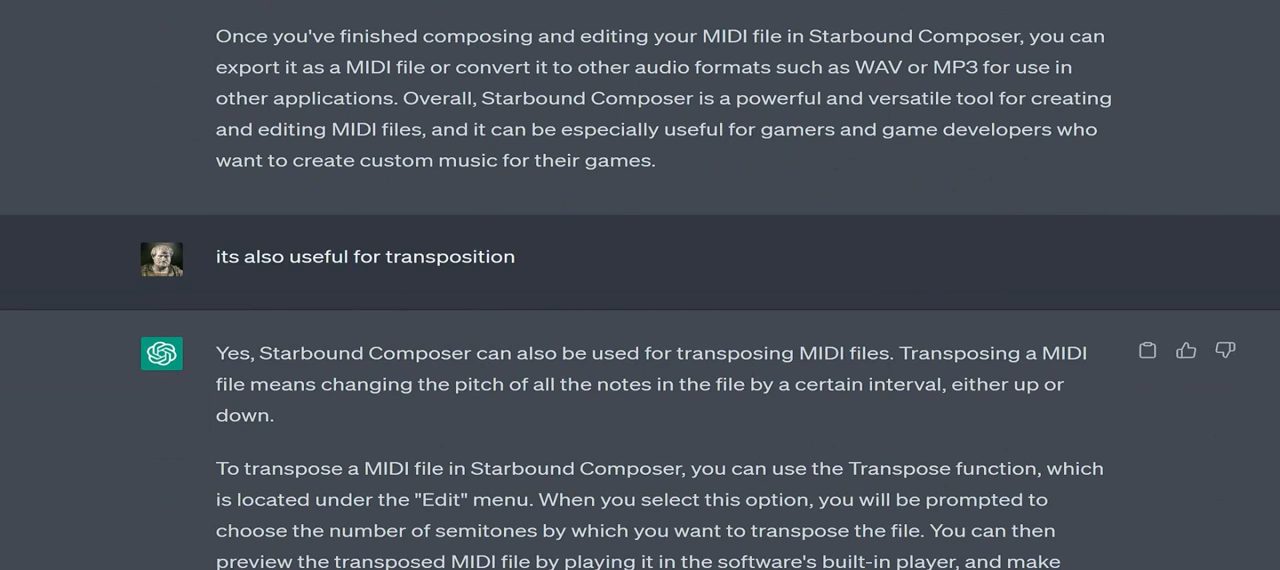 Once you've finished composing and editing your MIDI file in Starbound Composer, you can
export it as a MIDI file or convert it to other audio formats such as WAV or MP3 for use in
other applications. Overall, Starbound Composer is a powerful and versatile tool for creating
and editing MIDI files, and it can be especially useful for gamers and game developers who
want to create custom music for their games.
its also useful for transposition
Yes, Starbound Composer can also be used for transposing MIDI files. Transposing a MIDI
file means changing the pitch of all the notes in the file by a certain interval, either up or
down.
To transpose a MIDI file in Starbound Composer, you can use the Transpose function, which
is located under the "Edit" menu. When you select this option, you will be prompted to
choose the number of semitones by which you want to transpose the file. You can then
preview the transposed MIDI file by playing it in the software's built-in player, and make